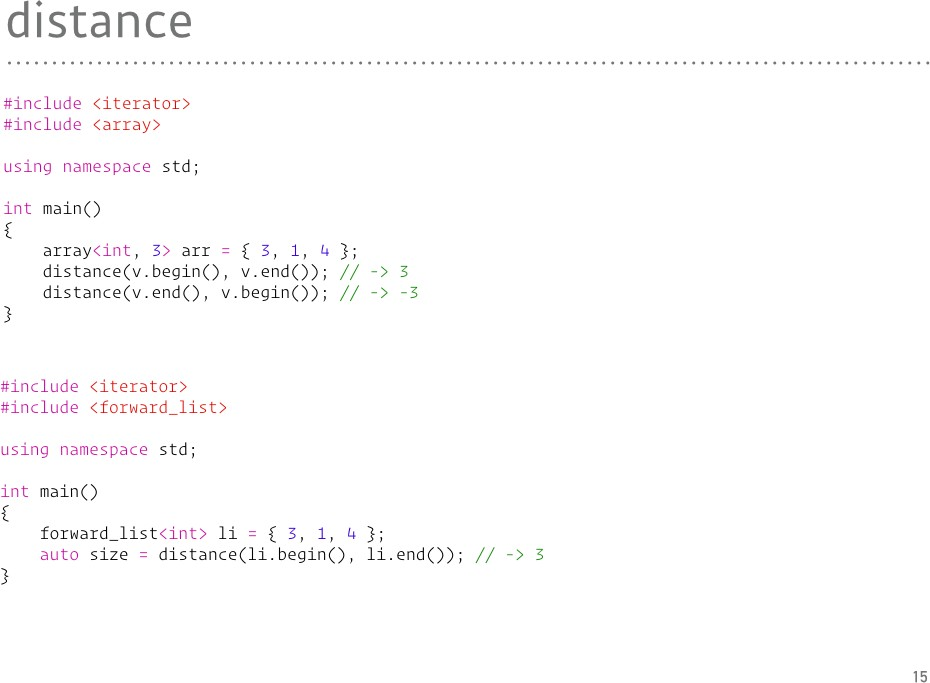 distance
#include <iterator>
#include <array>
using namespace std;
int main()
{
    array<int, 3> arr = { 3, 1, 4 };
    distance(v.begin(), v.end()); // -> 3
    distance(v.end(), v.begin()); // -> -3
}
#include <iterator>
#include <forward_list>
using namespace std;
int main()
{
    forward_list<int> li = { 3, 1, 4 };
    auto size = distance(li.begin(), li.end()); // -> 3
}
15